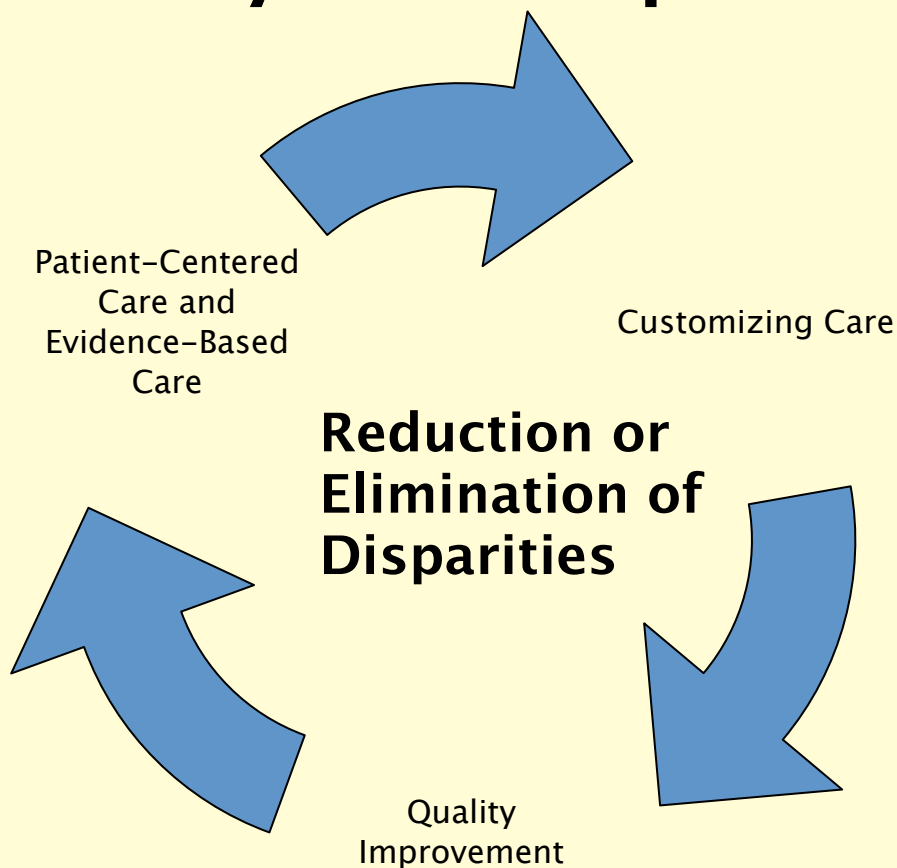 Patient–Centered
Care and
Evidence–Based
Care
Customizing Care
Reduction or
Elimination of
Disparities
Quality
Improvement